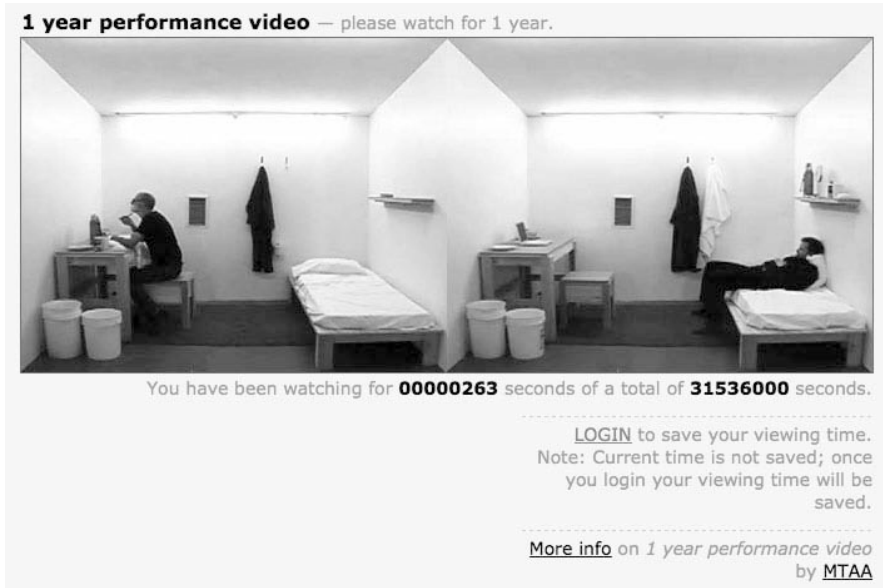 1 year performance video — please watch for 1 year.
You have been watching for 00000263 seconds of a total of 31536000 seconds.
LOGIN to save your viewing time.
Note: Current time is not saved; once
you login your viewing time will be
saved.
More info on 1 year performance video
by MTAA